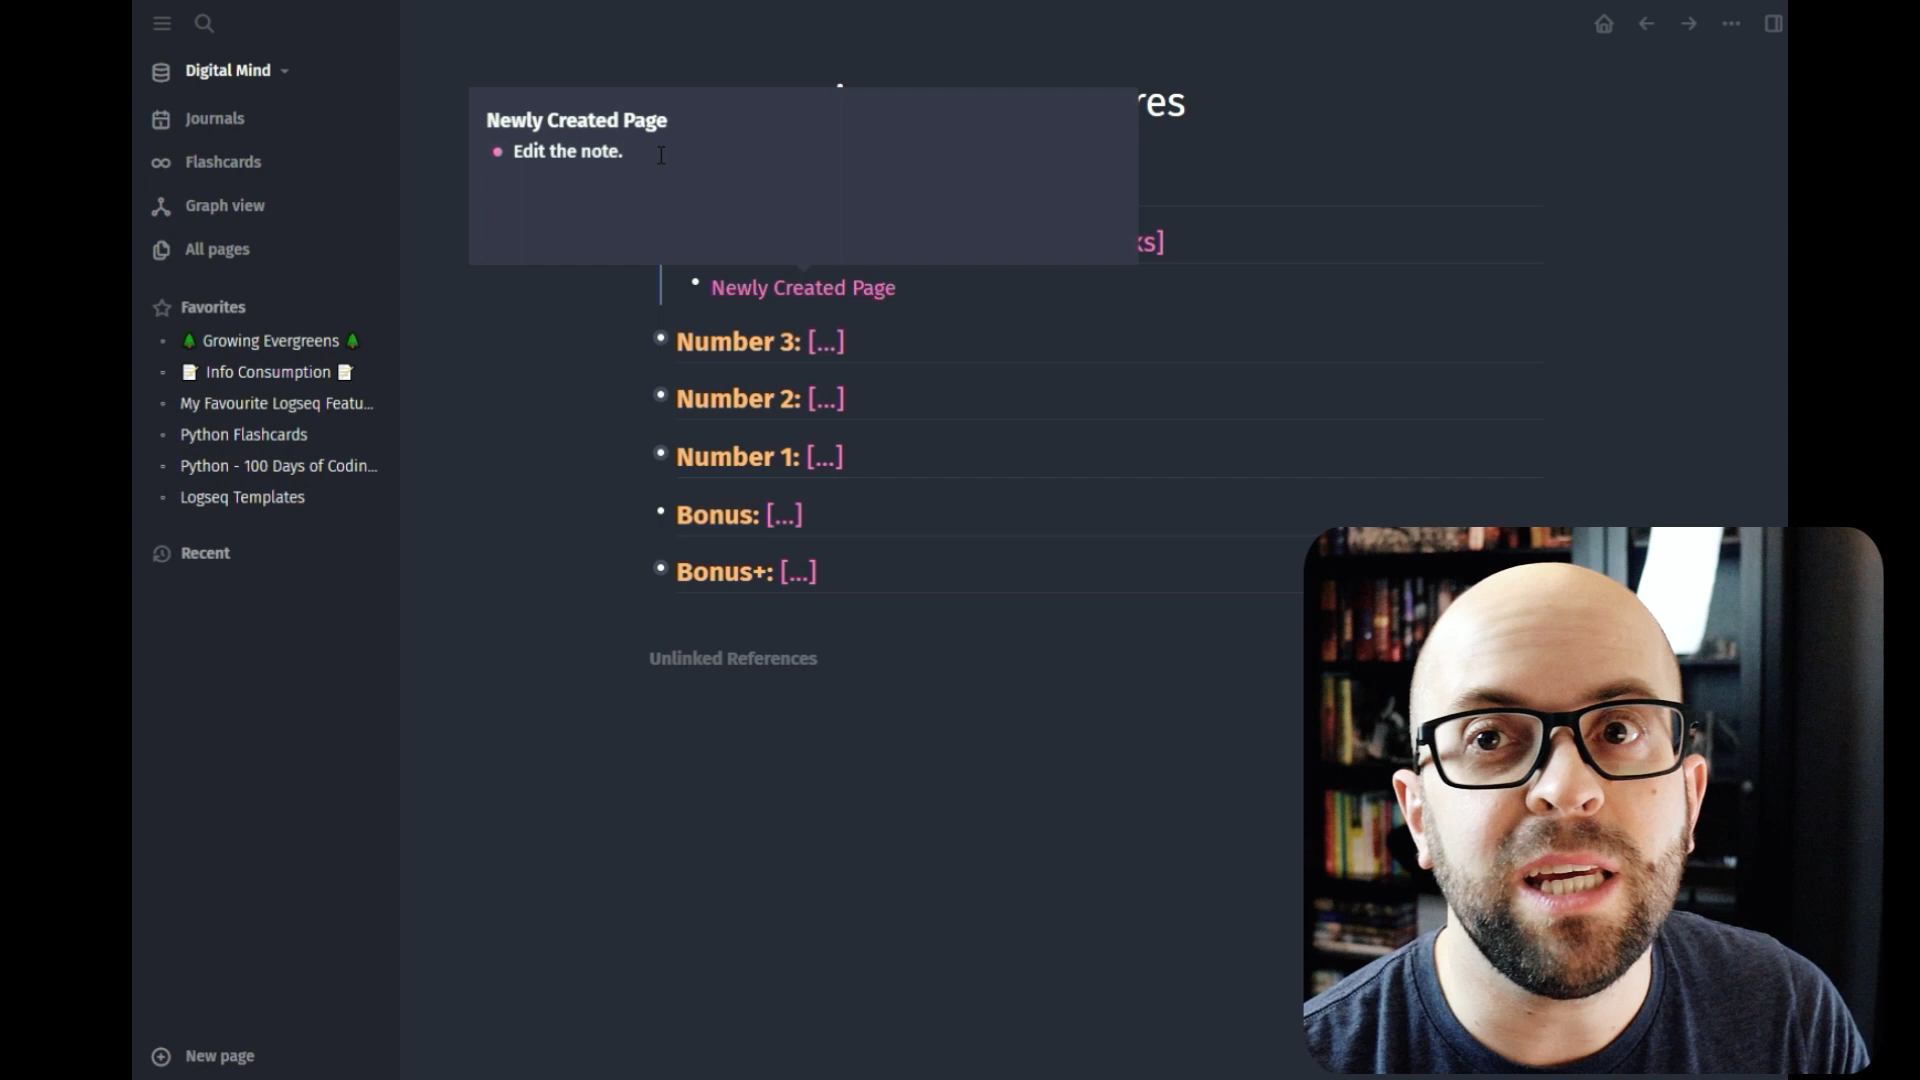 Digital Mind
Journals
Flashcards
Graph view
All pages
Favorites
🌲 Growing Evergreens 🌲
📝 Info Consumption 📝
My Favourite Logseq Featu...
Python Flashcards
Python - 100 Days of Codin...
Logseq Templates
Recent
New page
res
Newly Created Page
Edit the note.
ks]
Newly Created Page
Number 3: [...]
Number 2: [...]
Number 1: [...]
Bonus: [...]
Bonus+: [...]
Unlinked References